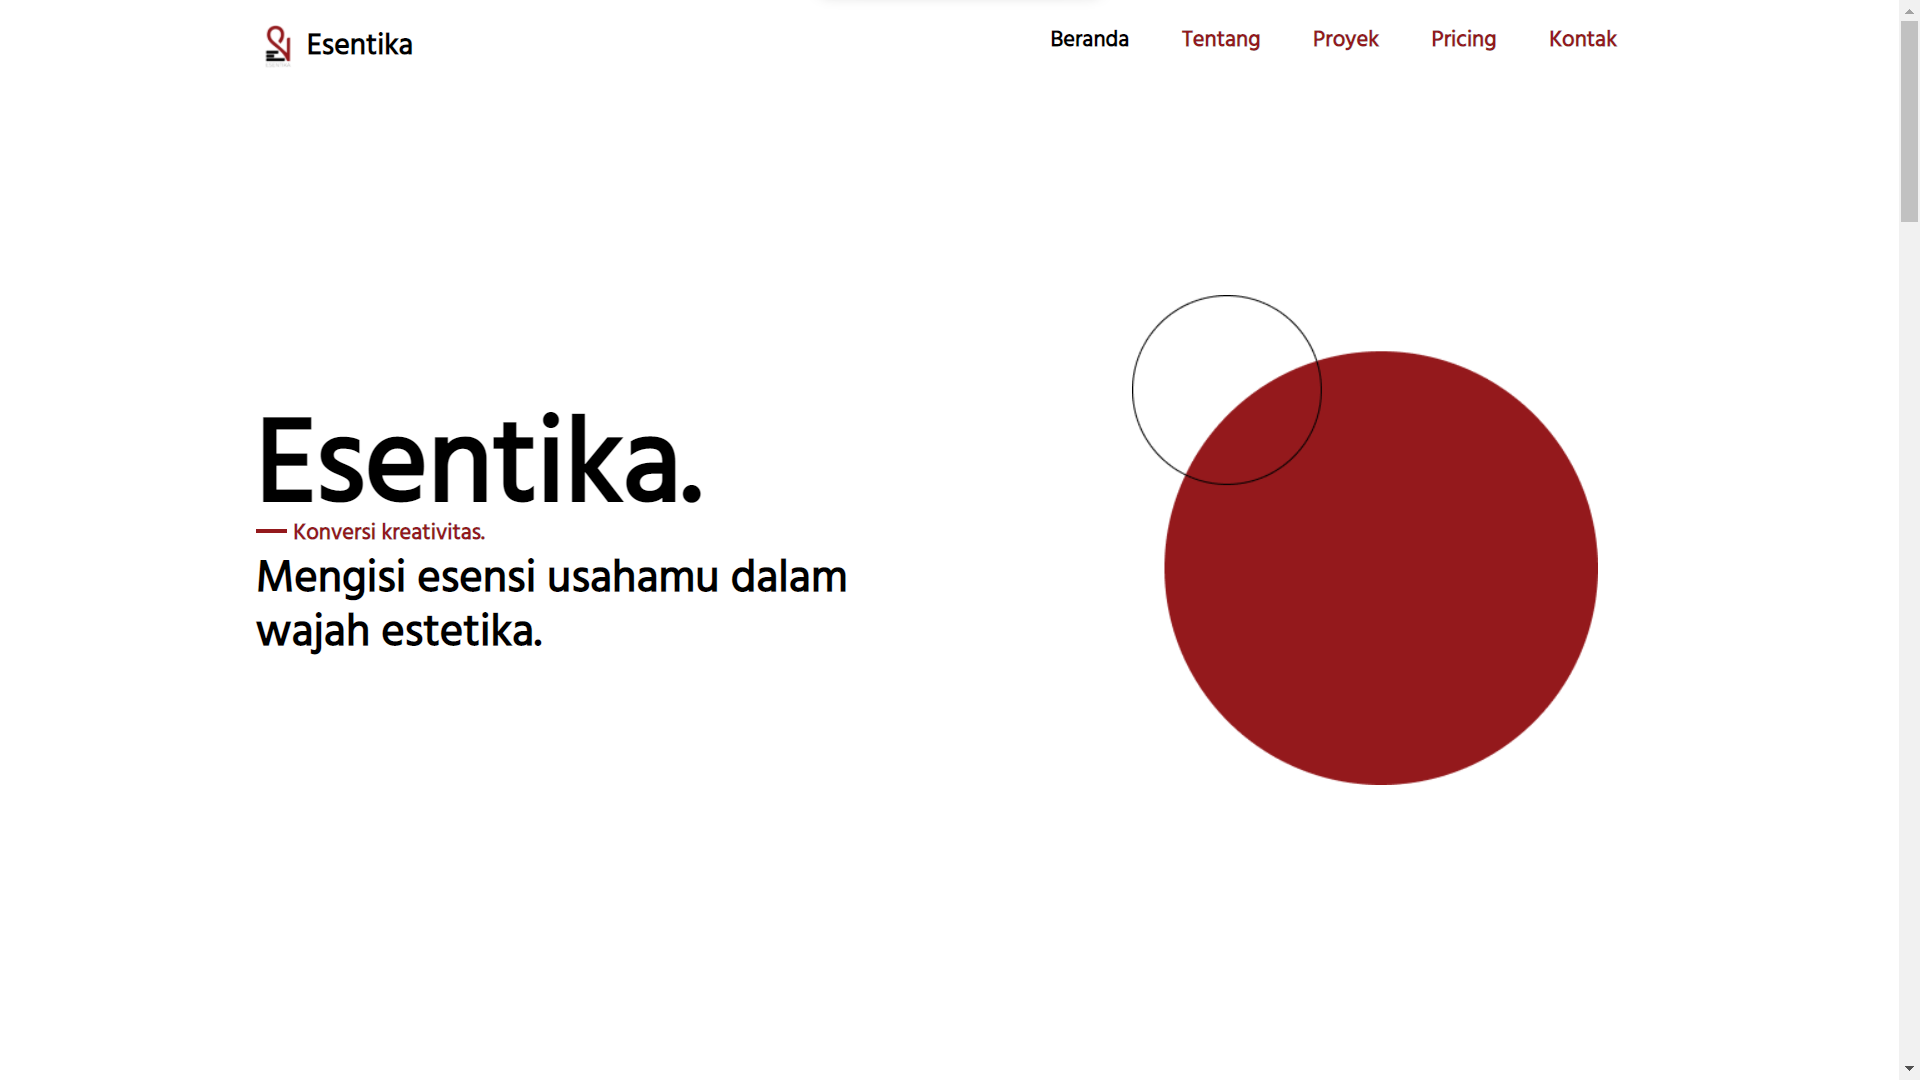 Esentika
Beranda
Tentang
Proyek
Pricing
Kontak
Esentika.
Konversi kreativitas.
Mengisi esensi usahamu dalam
wajah estetika.